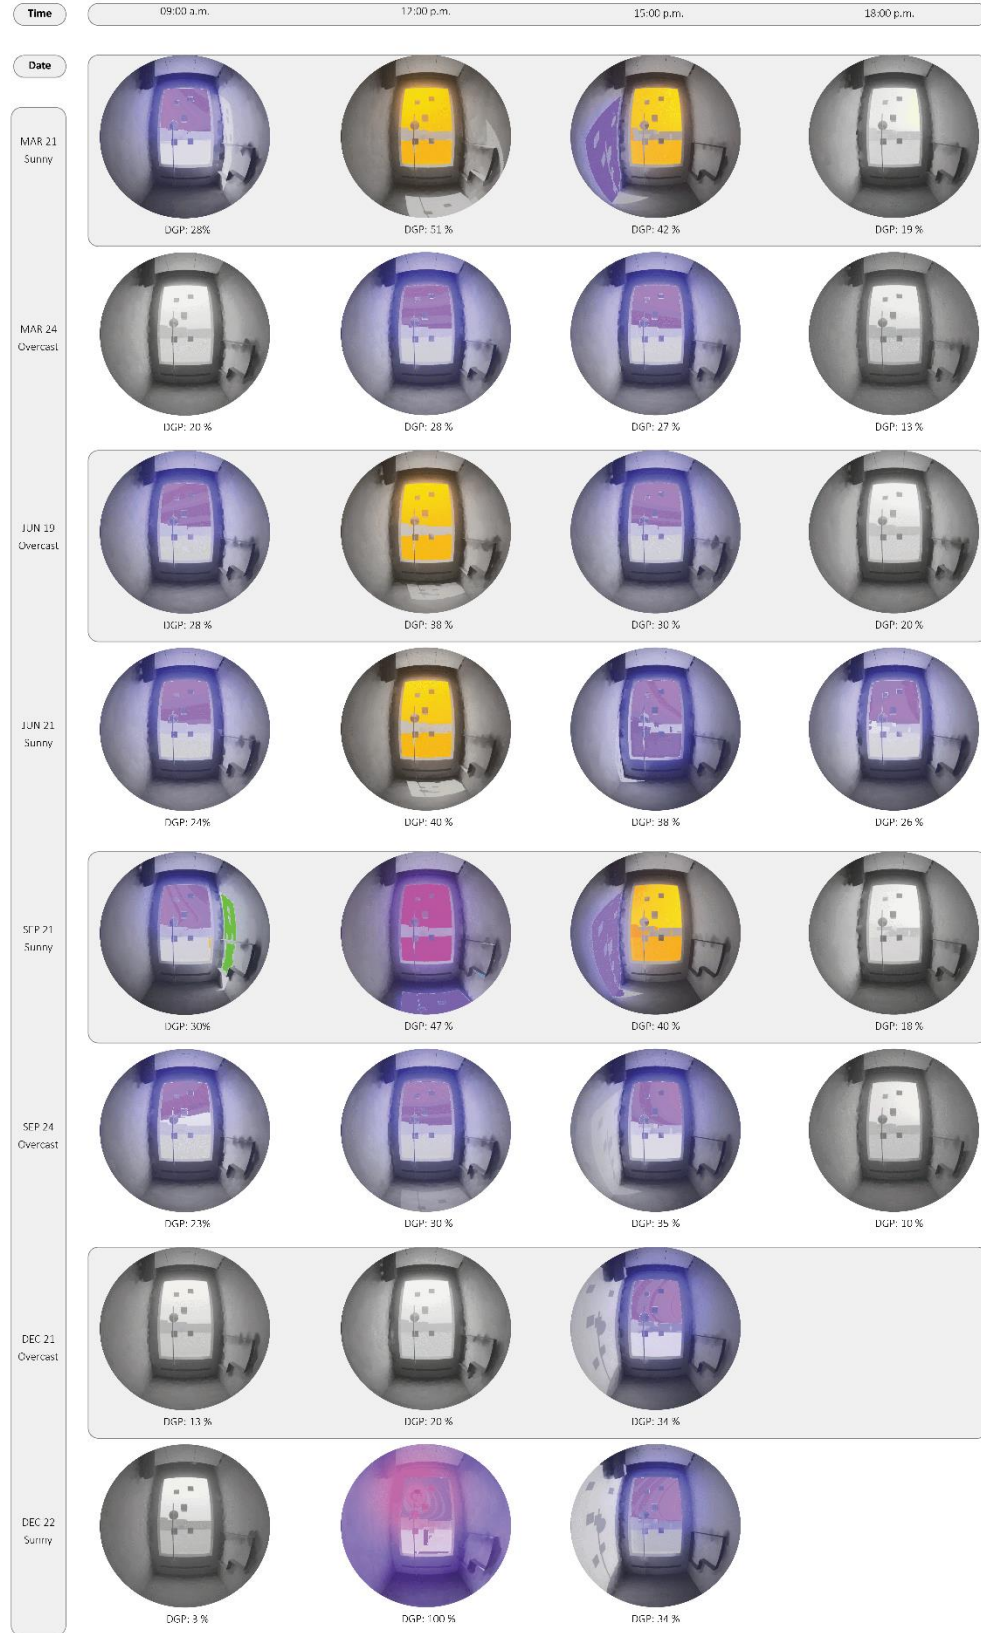 Time 09:00 a.m. 12:00 p.m. 15:00 p.m. 18:00 p.m.
Date
MAR 21
Sunny
DGP: 28% DGP: 51 % DGP: 42 % DGP: 19 %
MAR 24
Overcast
DGP: 20 % DGP: 28 % DGP: 27 % DGP: 13 %
JUN 19
Overcast
DGP: 28 % DGP: 38 % DGP: 30 % DGP: 20 %
JUN 21
Sunny
DGP: 24% DGP: 40 % DGP: 38 % DGP: 26 %
SEP 21
Sunny
DGP: 30% DGP: 47 % DGP: 40 % DGP: 18 %
SEP 24
Overcast
DGP: 23% DGP: 30 % DGP: 35 % DGP: 10 %
DEC 21
Overcast
DGP: 13 % DGP: 20 % DGP: 34 %
DEC 22
Sunny
DGP: 3 % DGP: 100 % DGP: 34 %